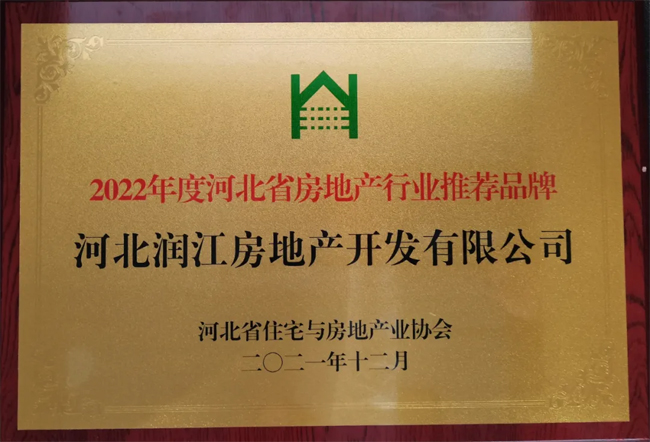 2022年度河北省房地产行业推荐品牌
河北润江房地产开发有限公司
河北省住宅与房地产业协会
二〇二一年十二月